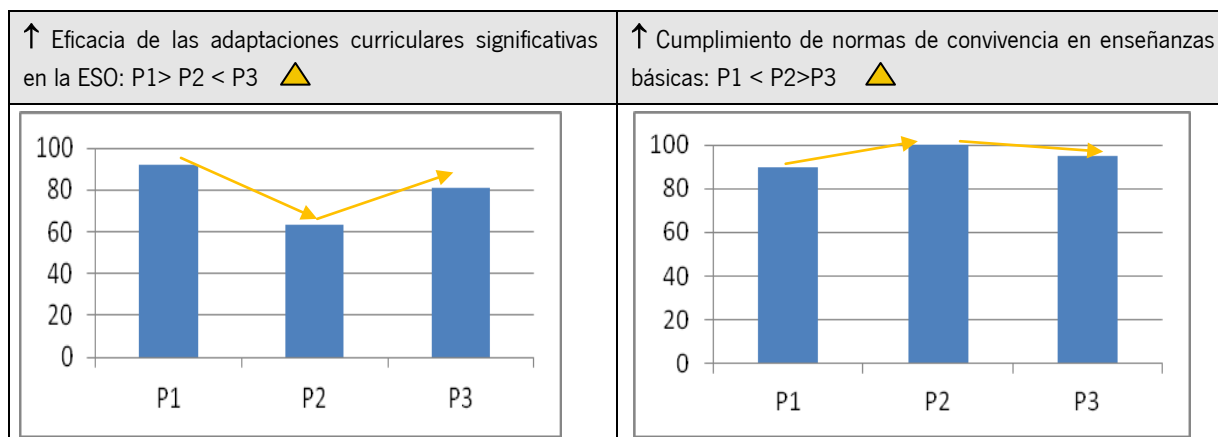 ↑ Eficacia de las adaptaciones curriculares significativas
en la ESO: P1> P2 < P3
↑ Cumplimiento de normas de convivencia en enseñanzas
básicas: P1 < P2>P3
100
80
60
40
20
0
P1 P2 P3
100
80
60
40
20
0
P1 P2 P3